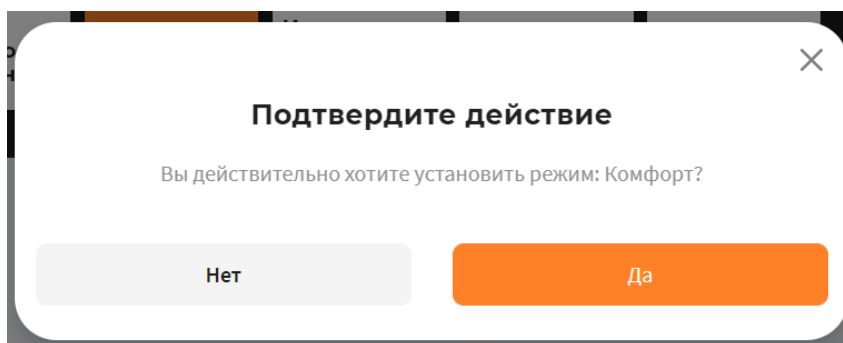 Подтвердите действие
Вы действительно хотите установить режим: Комфорт?
Нет
Да